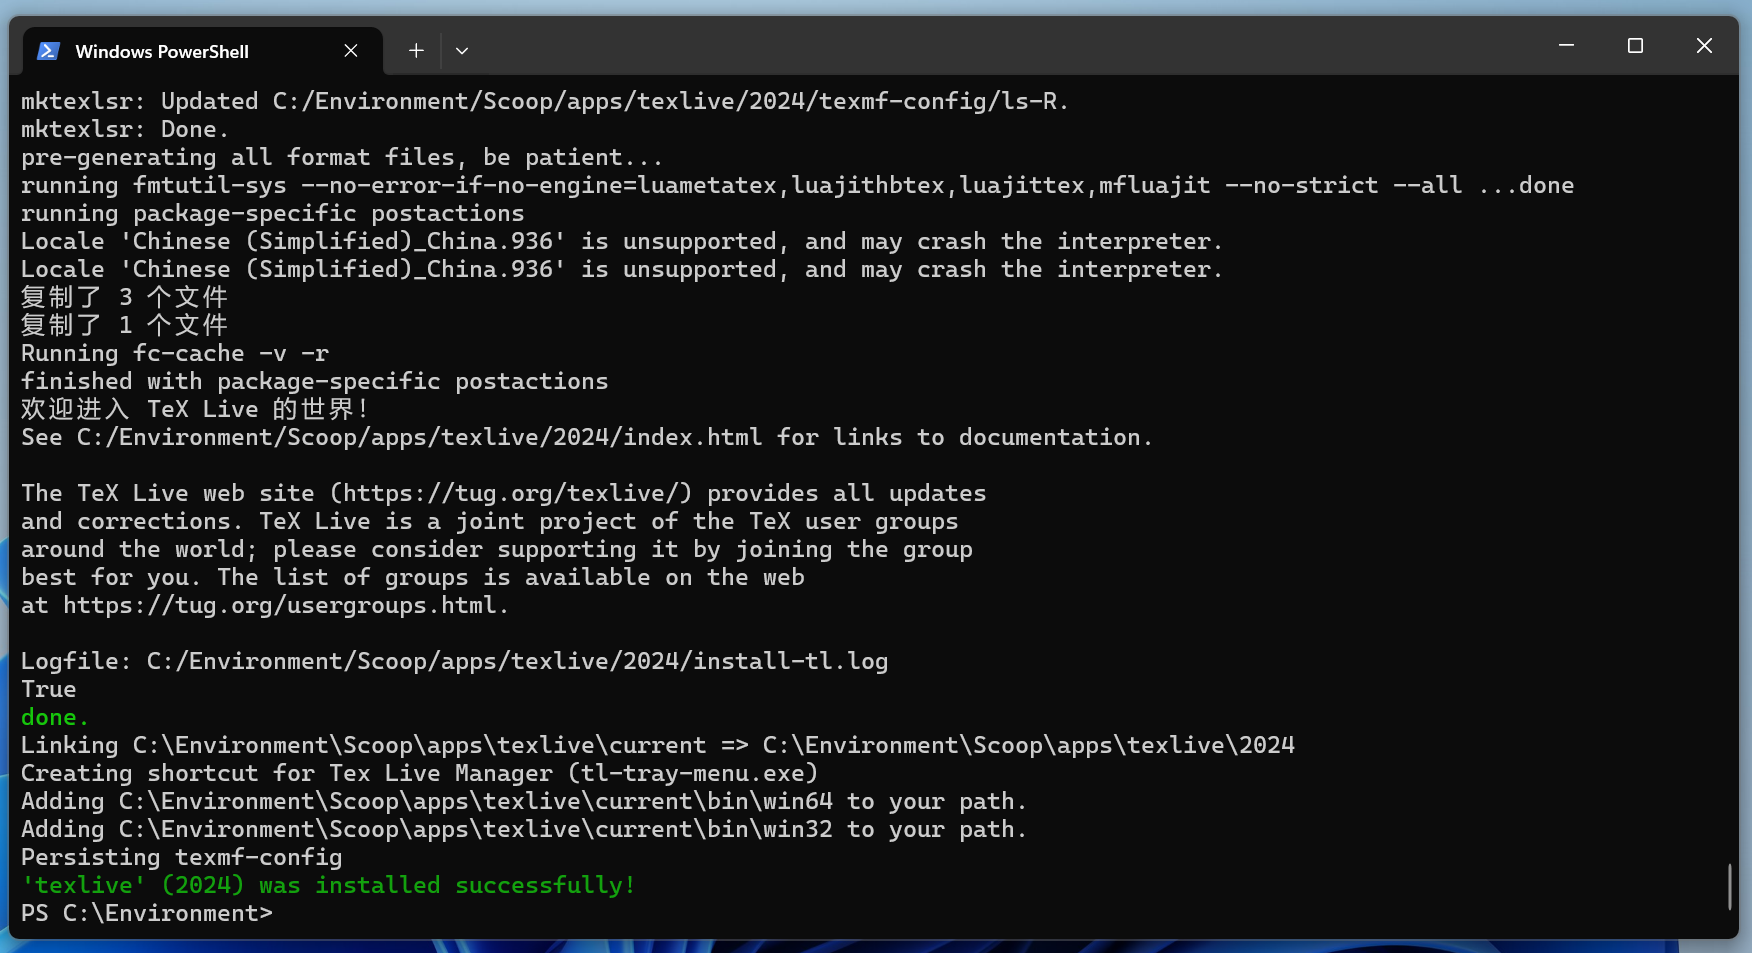 Windows PowerShell
mktexlsr: Updated C:/Environment/Scoop/apps/texlive/2024/texmf-config/ls-R.
mktexlsr: Done.
pre-generating all format files, be patient...
running fmtutil-sys --no-error-if-no-engine=luametatex,luajithbtex,luajittex,mfluajit --no-strict --all ...done
running package-specific postactions
Locale 'Chinese (Simplified)_China.936' is unsupported, and may crash the interpreter.
Locale 'Chinese (Simplified)_China.936' is unsupported, and may crash the interpreter.
复制了 3 个文件
复制了 1 个文件
Running fc-cache -v -r
finished with package-specific postactions
欢迎进入 TeX Live 的世界!
See C:/Environment/Scoop/apps/texlive/2024/index.html for links to documentation.
The TeX Live web site (https://tug.org/texlive/) provides all updates
and corrections. TeX Live is a joint project of the TeX user groups
around the world; please consider supporting it by joining the group
best for you. The list of groups is available on the web
at https://tug.org/usergroups.html.
Logfile: C:/Environment/Scoop/apps/texlive/2024/install-tl.log
True
done.
Linking C:\Environment\Scoop\apps\texlive\current => C:\Environment\Scoop\apps\texlive\2024
Creating shortcut for Tex Live Manager (tl-tray-menu.exe)
Adding C:\Environment\Scoop\apps\texlive\current\bin\win64 to your path.
Adding C:\Environment\Scoop\apps\texlive\current\bin\win32 to your path.
Persisting texmf-config
'texlive' (2024) was installed successfully!
PS C:\Environment>